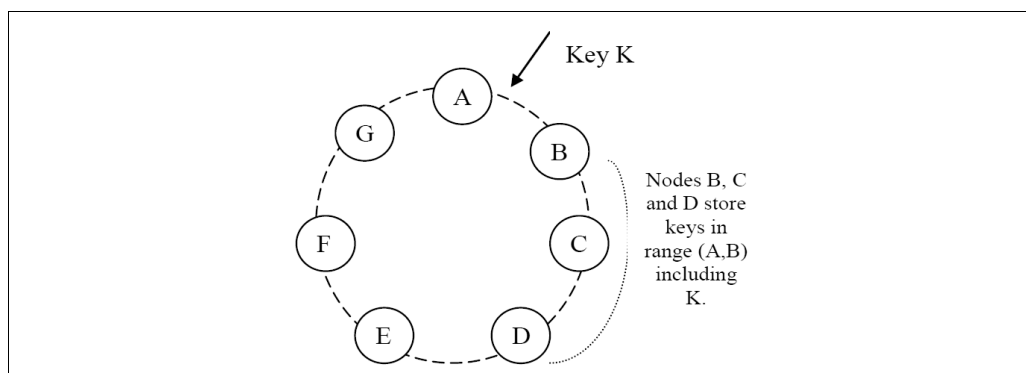 Key K
A
G
B
Nodes B, C
and D store
keys in
range (A,B)
including
K.
F
C
E
D